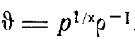 ϑ = p^{1/x}ρ^{-1}